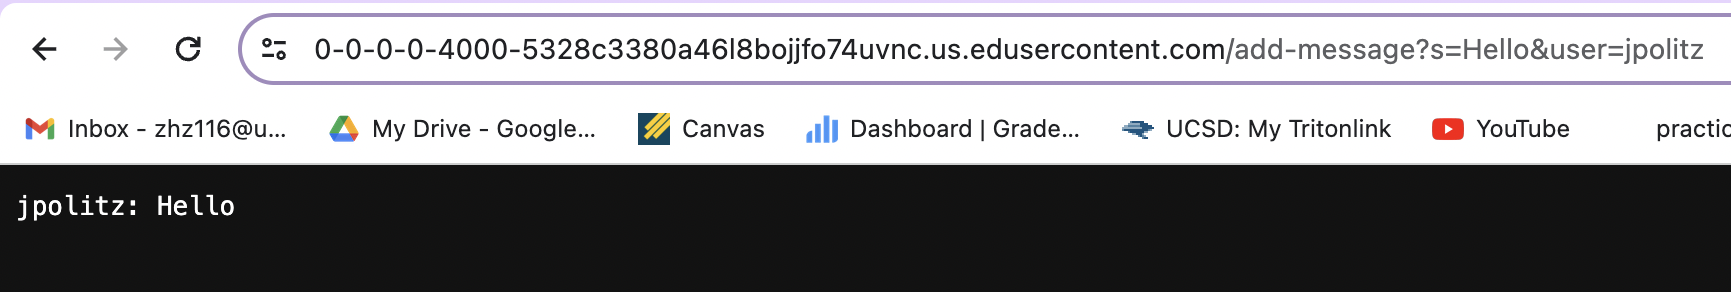 0-0-0-0-4000-5328c3380a46l8bojjfo74uvnc.us.edusercontent.com/add-message?s=Hello&user=jpolitz
Inbox - zhz116@u... My Drive - Google... Canvas Dashboard | Grade... UCSD: My Tritonlink YouTube practic
jpolitz: Hello